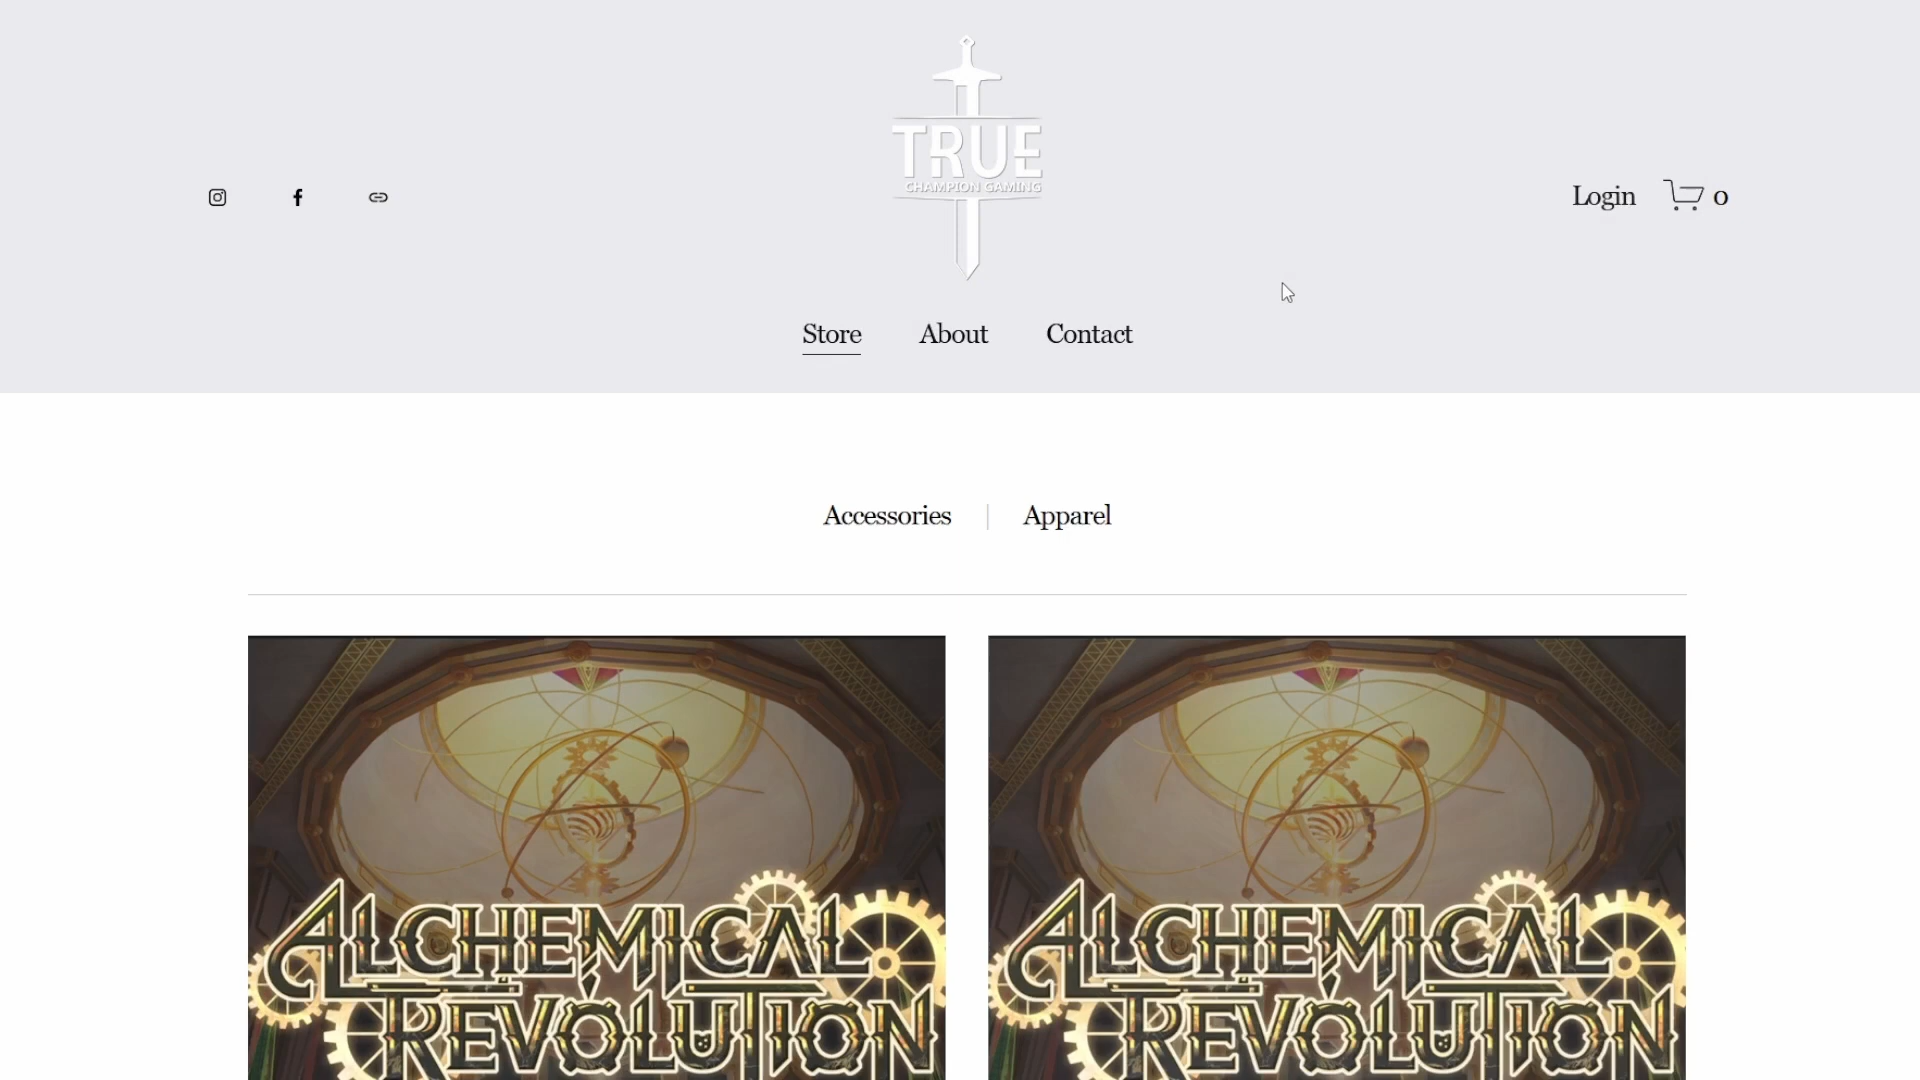 TRUE
CHAMPION GAMING
Login 0
Store About Contact
Accessories Apparel
ALCHEMICAL ALCHEMICAL
REVOLUTION REVOLUTION